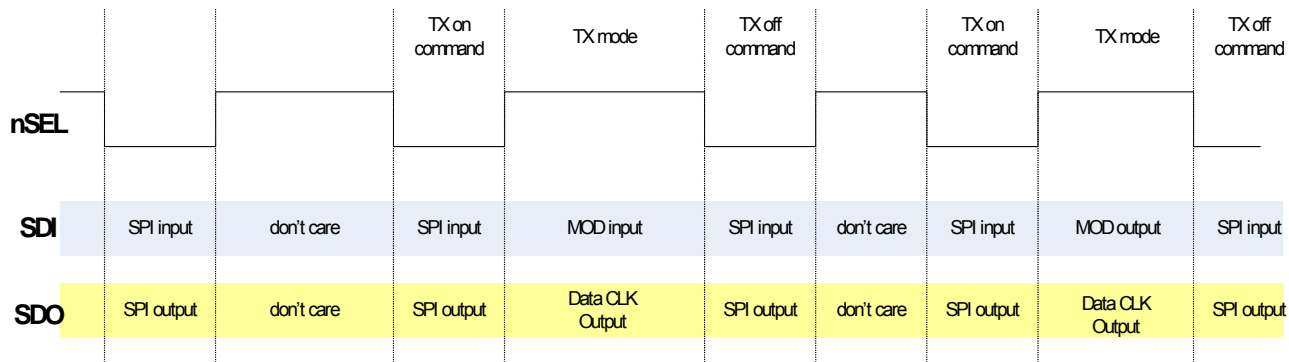 TX on
command
TX mode
TX off
command
TX on
command
TX mode
TX off
command
nSEL
SDI
SPI input
don't care
SPI input
MOD input
SPI input
don't care
SPI input
MOD output
SPI input
SDO
SPI output
don't care
SPI output
Data CLK
Output
SPI output
don't care
SPI output
Data CLK
Output
SPI output